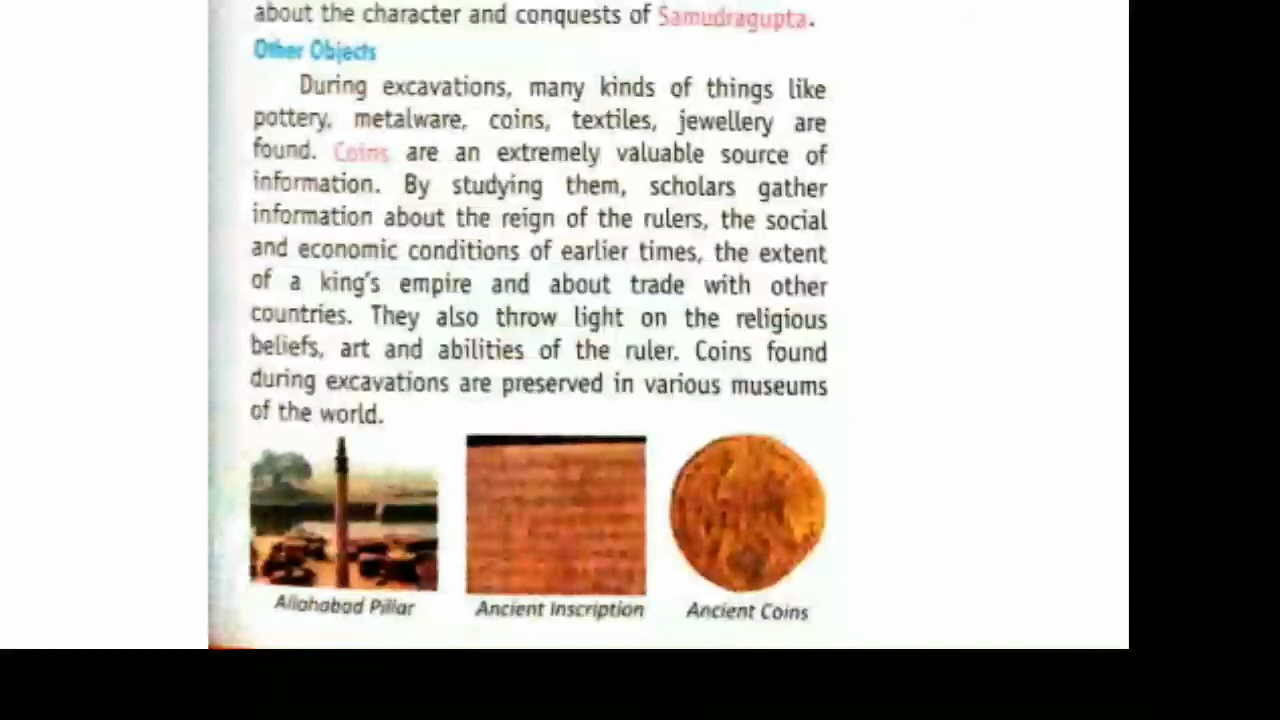 about the character and conquests of Samudragupta.
Other Objects
During excavations, many kinds of things like
pottery, metalware, coins, textiles, jewellery are
found. Coins are an extremely valuable source of
information. By studying them, scholars gather
information about the reign of the rulers, the social
and economic conditions of earlier times, the extent
of a king's empire and about trade with other
countries. They also throw light on the religious
beliefs, art and abilities of the ruler. Coins found
during excavations are preserved in various museums
of the world.
Allahabad Pillar
Ancient Inscription
Ancient Coins